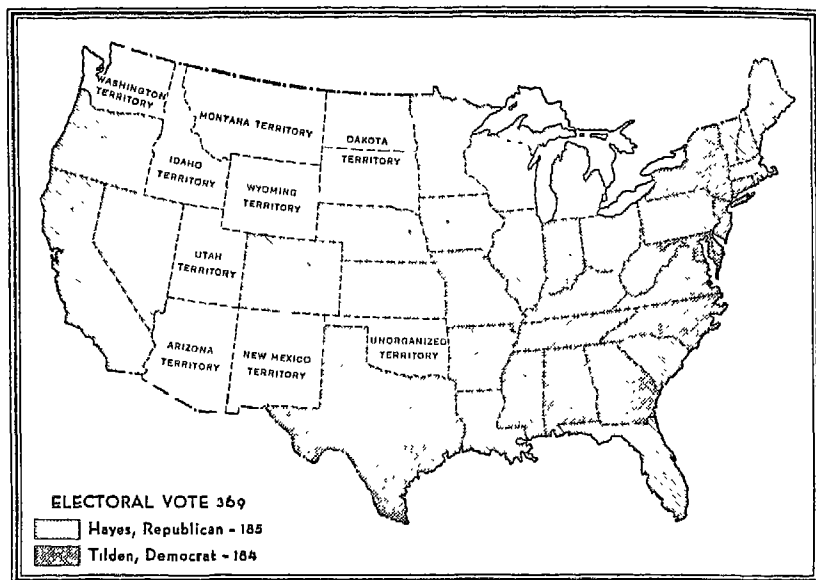 WASHINGTON
TERRITORY
MONTANA TERRITORY
DAKOTA
TERRITORY
IDAHO
TERRITORY
WYOMING
TERRITORY
UTAH
TERRITORY
ARIZONA
TERRITORY
NEW MEXICO
TERRITORY
UNORGANIZED
TERRITORY
ELECTORAL VOTE 369
Hayes, Republican - 185
Tilden, Democrat - 184